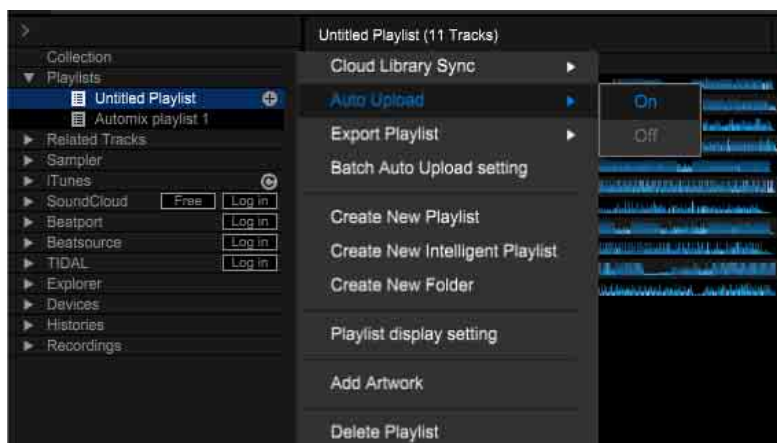 Untitled Playlist (11 Tracks)
Collection
Playlists
Untitled Playlist
Automix playlist 1
Related Tracks
Sampler
iTunes
SoundCloud Free Log in
Beatport Log in
Beatsource Log in
TIDAL Log in
Explorer
Devices
Histories
Recordings
Cloud Library Sync
Auto Upload
Export Playlist
Batch Auto Upload setting
Create New Playlist
Create New Intelligent Playlist
Create New Folder
Playlist display setting
Add Artwork
Delete Playlist
On
Off